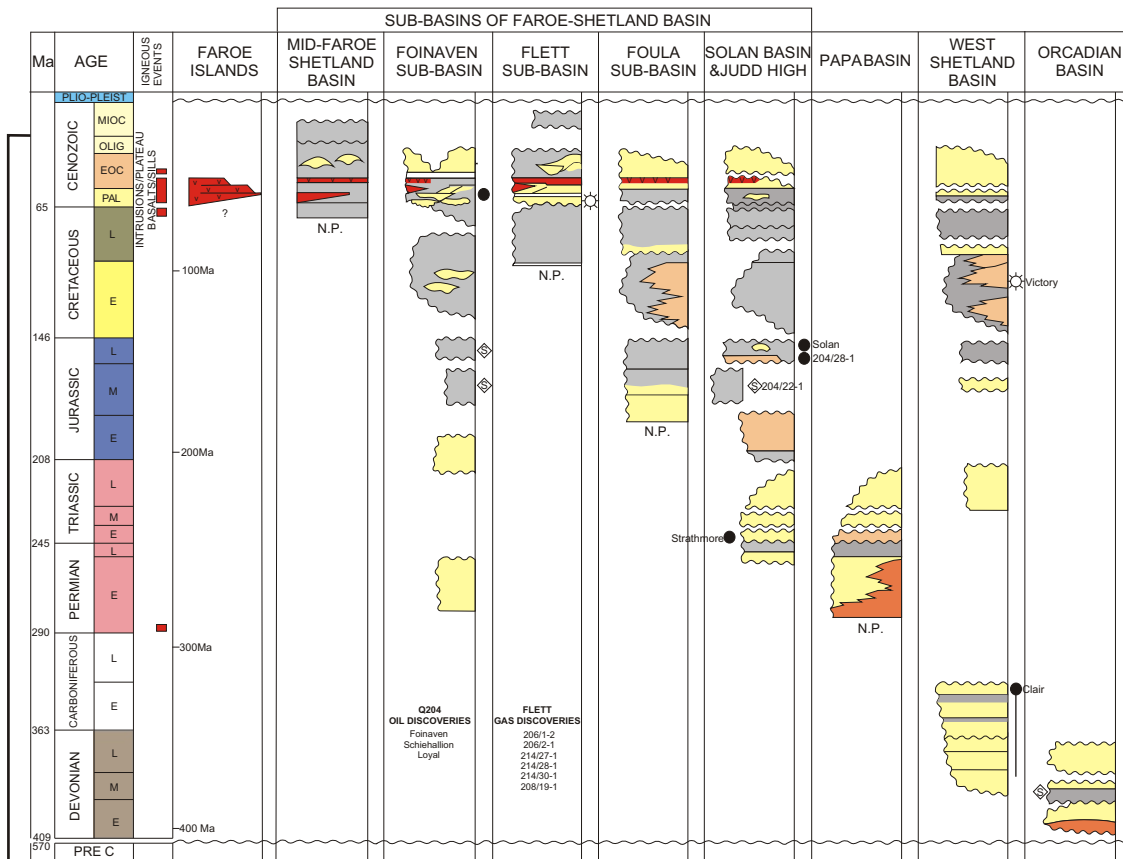 SUB-BASINS OF FAROE-SHETLAND BASIN
Ma
AGE
IGNEOUS
EVENTS
FAROE
ISLANDS
MID-FAROE
SHETLAND
BASIN
FOINAVEN
SUB-BASIN
FLETT
SUB-BASIN
FOULA
SUB-BASIN
SOLAN BASIN
&JUDD HIGH
PAPABASIN
WEST
SHETLAND
BASIN
ORCADIAN
BASIN
PLIO-PLEIST
CENOZOIC
MIOC
OLIG
EOC
PAL
INTRUSIONS/PLATEAU
BASALTS/SILLS
?
65
N.P.
CRETACEOUS
L
E
100Ma
N.P.
Victory
146
JURASSIC
L
M
E
S
S
Solan
204/28-1
S
204/22-1
N.P.
200Ma
208
TRIASSIC
L
M
E
Strathmore
245
PERMIAN
L
E
N.P.
290
CARBONIFEROUS
L
E
300Ma
Clair
363
Q204
OIL DISCOVERIES
Foinaven
Schiehallion
Loyal
FLETT
GAS DISCOVERIES
206/1-2
206/2-1
214/27-1
214/28-1
214/30-1
208/19-1
DEVONIAN
L
M
E
S
400 Ma
409
570
PRE C